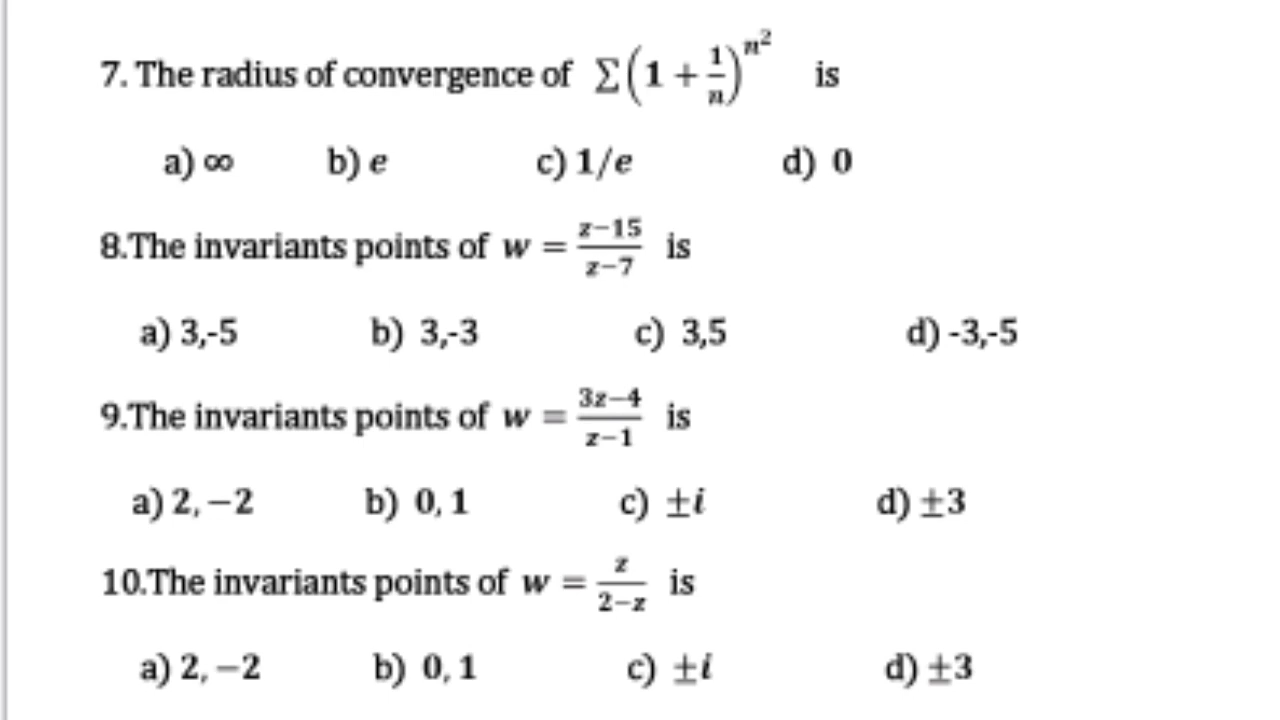 7. The radius of convergence of ∑(1 + 1/n)^n² is
a) ∞ b) e c) 1/e d) 0
8.The invariants points of w = z−15/z−7 is
a) 3,-5 b) 3,-3 c) 3,5 d) -3,-5
9.The invariants points of w = 3z−4/z−1 is
a) 2, −2 b) 0, 1 c) ±i d) ±3
10.The invariants points of w = z/2−z is
a) 2, −2 b) 0, 1 c) ±i d) ±3